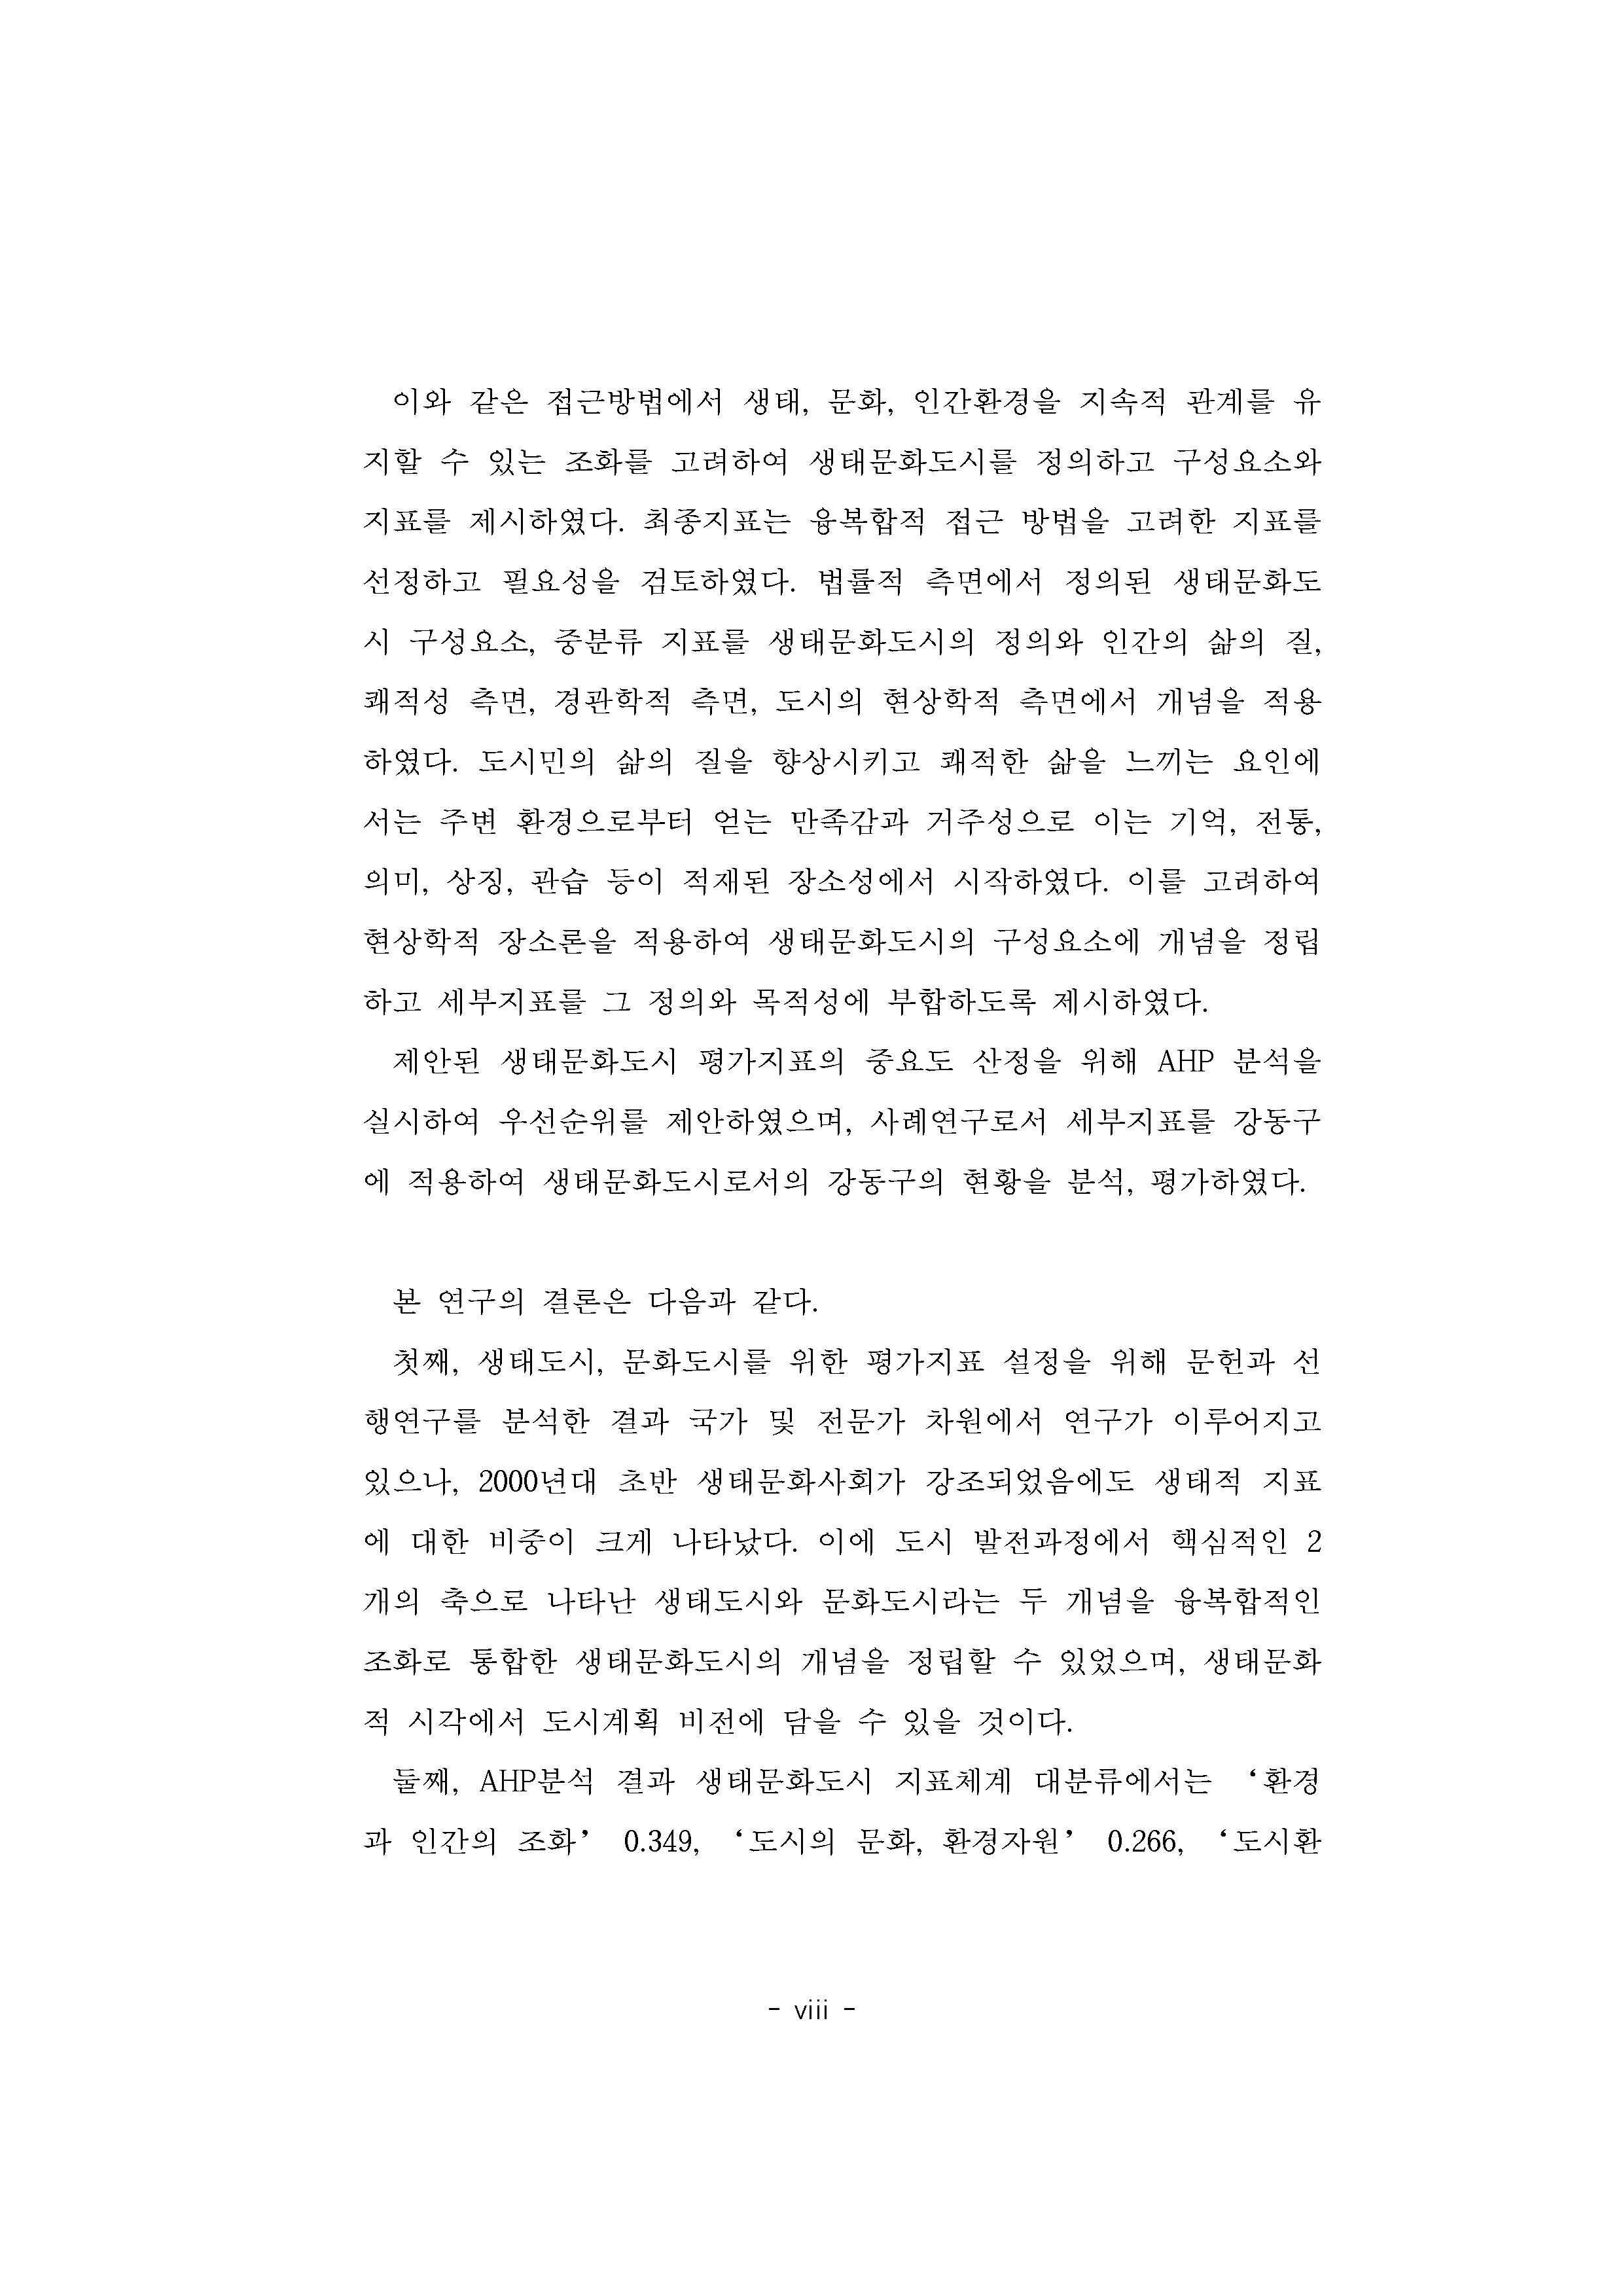 이와 같은 접근방법에서 생태, 문화, 인간환경을 지속적 관계를 유
지할 수 있는 조화를 고려하여 생태문화도시를 정의하고 구성요소와
지표를 제시하였다. 최종지표는 융복합적 접근 방법을 고려한 지표를
선정하고 필요성을 검토하였다. 법률적 측면에서 정의된 생태문화도
시 구성요소, 중분류 지표를 생태문화도시의 정의와 인간의 삶의 질,
쾌적성 측면, 경관학적 측면, 도시의 현상학적 측면에서 개념을 적용
하였다. 도시민의 삶의 질을 향상시키고 쾌적한 삶을 느끼는 요인에
서는 주변 환경으로부터 얻는 만족감과 거주성으로 이는 기억, 전통,
의미, 상징, 관습 등이 적재된 장소성에서 시작하였다. 이를 고려하여
현상학적 장소론을 적용하여 생태문화도시의 구성요소에 개념을 정립
하고 세부지표를 그 정의와 목적성에 부합하도록 제시하였다.
제안된 생태문화도시 평가지표의 중요도 산정을 위해 AHP 분석을
실시하여 우선순위를 제안하였으며, 사례연구로서 세부지표를 강동구
에 적용하여 생태문화도시로서의 강동구의 현황을 분석, 평가하였다.
본 연구의 결론은 다음과 같다.
첫째, 생태도시, 문화도시를 위한 평가지표 설정을 위해 문헌과 선
행연구를 분석한 결과 국가 및 전문가 차원에서 연구가 이루어지고
있으나, 2000년대 초반 생태문화사회가 강조되었음에도 생태적 지표
에 대한 비중이 크게 나타났다. 이에 도시 발전과정에서 핵심적인 2
개의 축으로 나타난 생태도시와 문화도시라는 두 개념을 융복합적인
조화로 통합한 생태문화도시의 개념을 정립할 수 있었으며, 생태문화
적 시각에서 도시계획 비전에 담을 수 있을 것이다.
둘째, AHP분석 결과 생태문화도시 지표체계 대분류에서는 ‘환경
과 인간의 조화’ 0.349, ‘도시의 문화, 환경자원’ 0.266, ‘도시환
- viii -